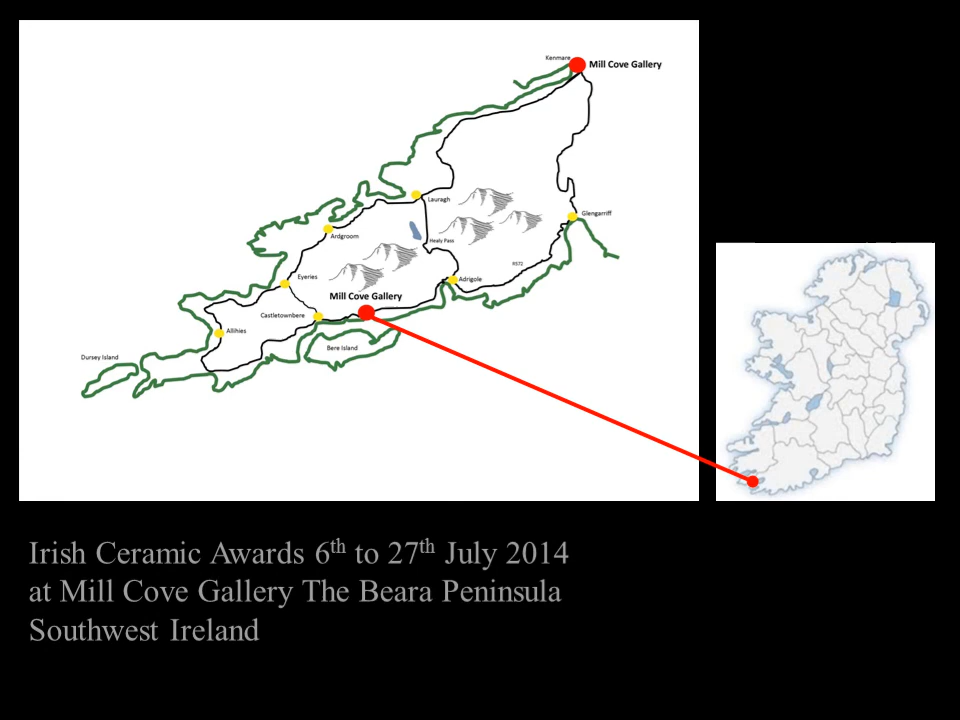 Kenmare
Mill Cove Gallery
Lauragh
Glengarriff
Ardgroom
Healy Pass
R572
Eyeries
Adrigole
Mill Cove Gallery
Castletownbere
Allihies
Bere Island
Dursey Island
Irish Ceramic Awards 6th to 27th July 2014
at Mill Cove Gallery The Beara Peninsula
Southwest Ireland